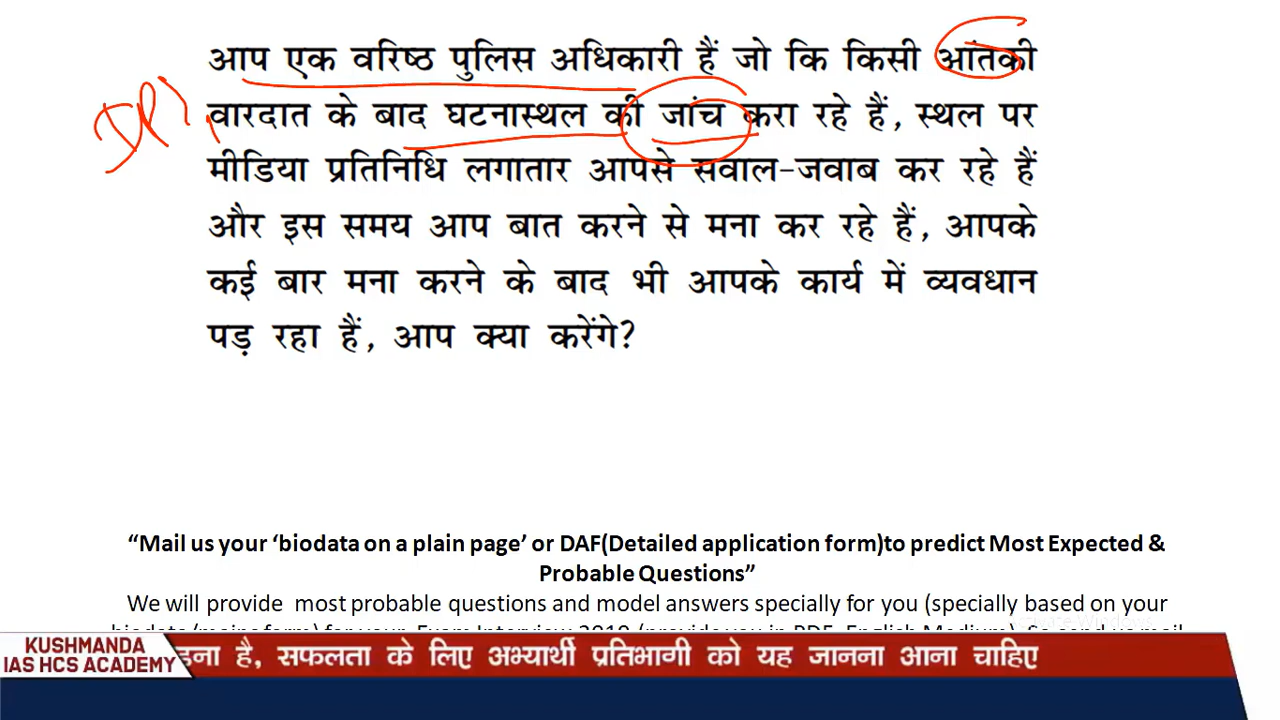 आप एक वरिष्ठ पुलिस अधिकारी हैं जो कि किसी आंतकी
वारदात के बाद घटनास्थल की जांच करा रहे हैं, स्थल पर
मीडिया प्रतिनिधि लगातार आपसे सवाल-जवाब कर रहे हैं
और इस समय आप बात करने से मना कर रहे हैं, आपके
कई बार मना करने के बाद भी आपके कार्य में व्यवधान
पड़ रहा हैं, आप क्या करेंगे?
“Mail us your ‘biodata on a plain page’ or DAF(Detailed application form)to predict Most Expected &
Probable Questions”
We will provide most probable questions and model answers specially for you (specially based on your
KUSHMANDA
IAS HCS ACADEMY
है, सफलता के लिए अभ्यार्थी प्रतिभागी को यह जानना आना चाहिए